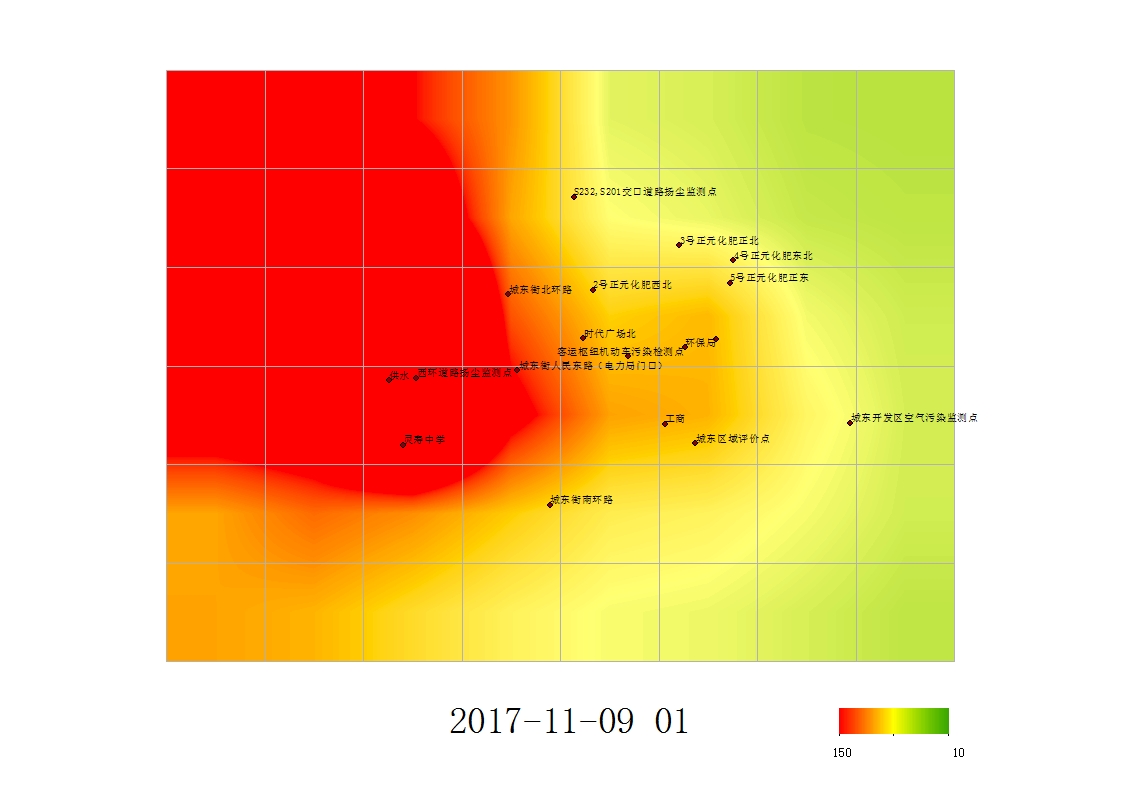 S232,S201交口道路扬尘监测点
3号正元化肥正北
4号正元化肥东北
5号正元化肥正东
2号正元化肥西北
城东街北环路
时代广场北
环保局
客运枢纽机动车污染检测点
城东街人民东路（电力局门口）
西环道路扬尘监测点
供水
城东开发区空气污染监测点
工商
城东区域评价点
灵寿中学
城东街南环路
2017-11-09 01
150
10